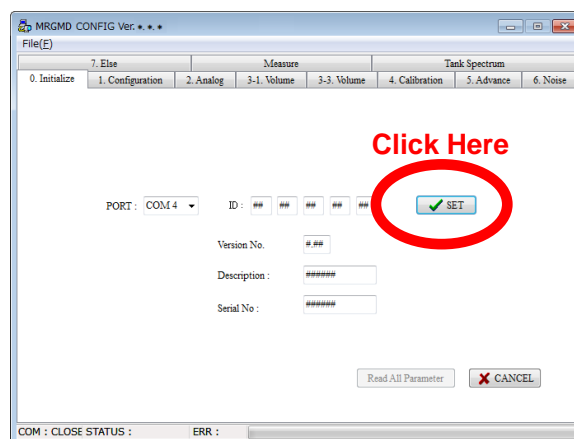 MRGMD CONFIG Ver. *. *. *
File(F)
7. Else Measure Tank Spectrum
0. Initialize 1. Configuration 2. Analog 3-1. Volume 3-3. Volume 4. Calibration 5. Advance 6. Noise
Click Here
PORT : COM 4 ID : ## ## ## ## ## SET
Version No. #.##
Description : ######
Serial No : ######
Read All Parameter CANCEL
COM : CLOSE STATUS : ERR :